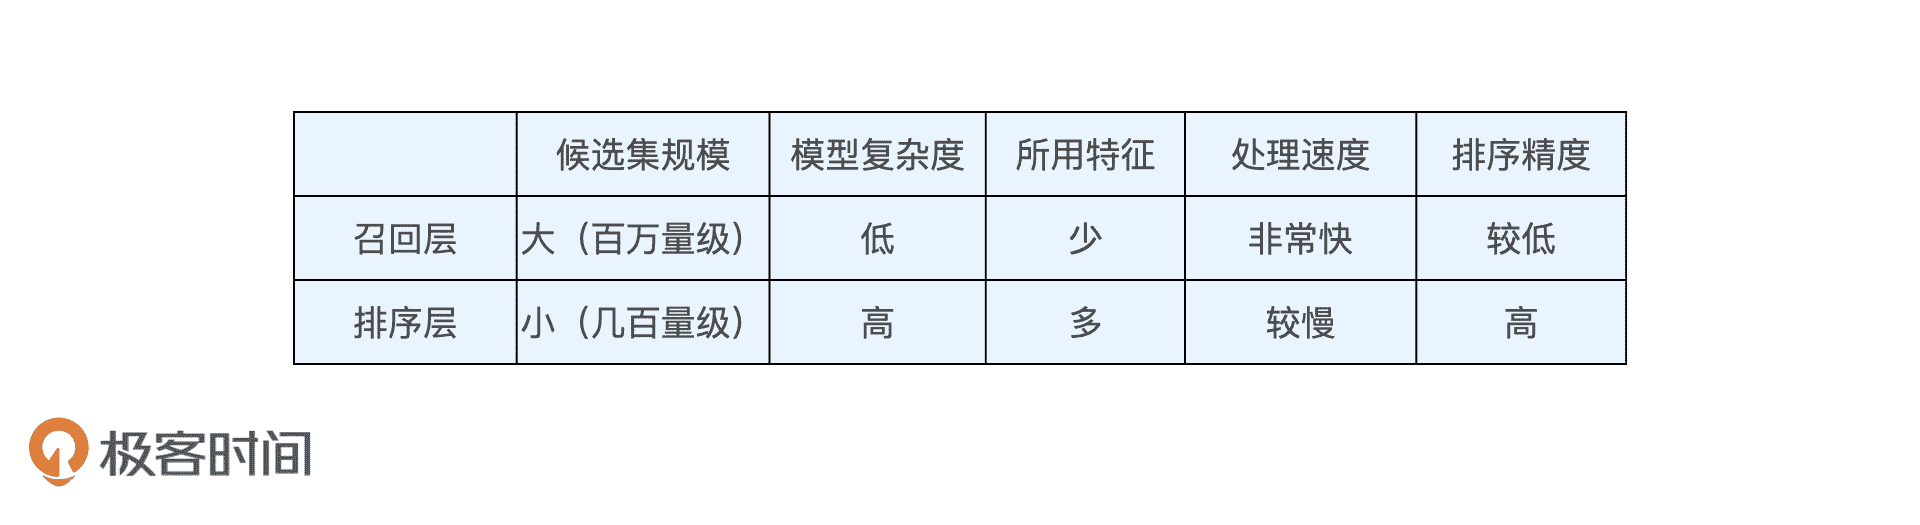 候选集规模 模型复杂度 所用特征 处理速度 排序精度
召回层 大（百万量级） 低 少 非常快 较低
排序层 小（几百量级） 高 多 较慢 高
极客时间